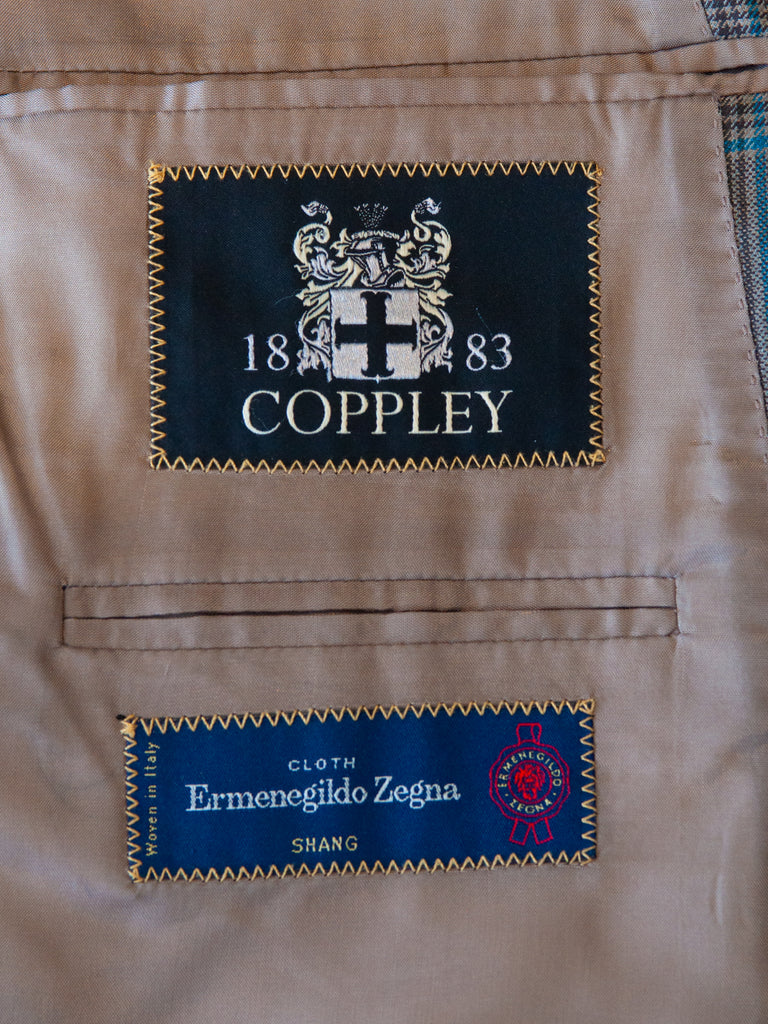 18 83
COPPLEY
Woven in Italy
CLOTH
Ermenegildo Zegna
SHANG
ERMENEGILDO
ZEGNA